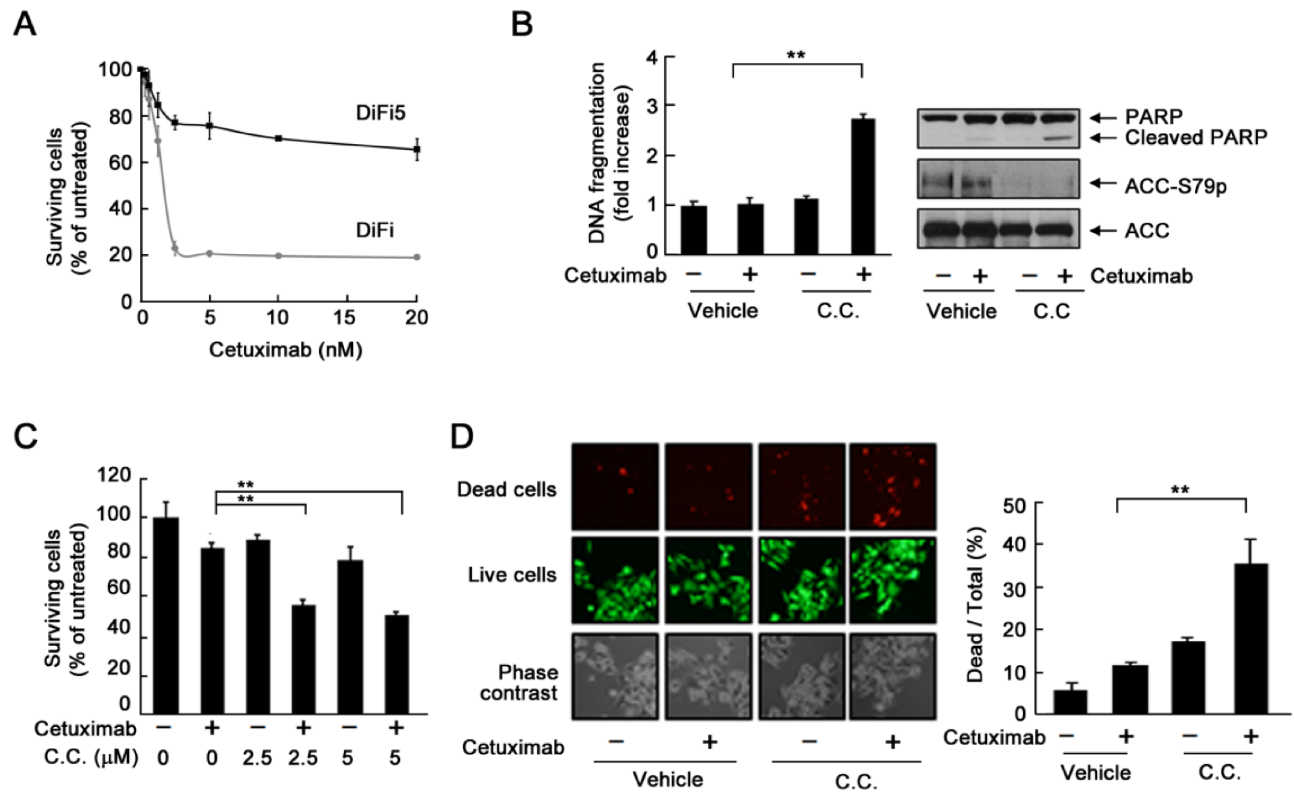 A
Surviving cells
(% of untreated)
100
80
60
40
20
0
DiFi5
DiFi
0 5 10 15 20
Cetuximab (nM)
B
DNA fragmentation
(fold increase)
4
3
2
1
0
**
Cetuximab − + − +
Vehicle C.C.
PARP
Cleaved PARP
ACC-S79p
ACC
− + − + Cetuximab
Vehicle C.C
C
Surviving cells
(% of untreated)
120
100
80
60
40
20
0
**
**
Cetuximab − + − + − +
C.C. (μM) 0 0 2.5 2.5 5 5
D
Dead cells
Live cells
Phase
contrast
Cetuximab − + − +
Vehicle C.C.
Dead / Total (%)
50
40
30
20
10
0
**
Cetuximab − + − +
Vehicle C.C.